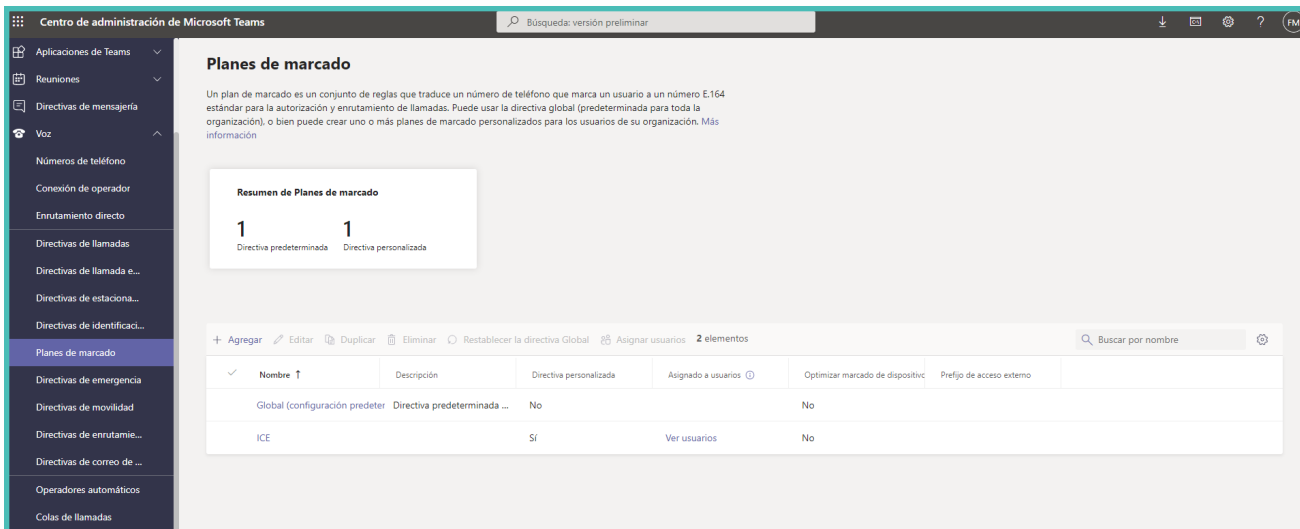 Centro de administración de Microsoft Teams
Búsqueda: versión preliminar
FM
Aplicaciones de Teams
Reuniones
Directivas de mensajería
Voz
Números de teléfono
Conexión de operador
Enrutamiento directo
Directivas de llamadas
Directivas de llamada e...
Directivas de estaciona...
Directivas de identificaci...
Planes de marcado
Directivas de emergencia
Directivas de movilidad
Directivas de enrutamie...
Directivas de correo de ...
Operadores automáticos
Colas de llamadas
Planes de marcado
Un plan de marcado es un conjunto de reglas que traduce un número de teléfono que marca un usuario a un número E.164
estándar para la autorización y enrutamiento de llamadas. Puede usar la directiva global (predeterminada para toda la
organización), o bien puede crear uno o más planes de marcado personalizados para los usuarios de su organización. Más
información
Resumen de Planes de marcado
1 1
Directiva predeterminada Directiva personalizada
+ Agregar Editar Duplicar Eliminar Restablecer la directiva Global Asignar usuarios 2 elementos Buscar por nombre
Nombre ↑ Descripción Directiva personalizada Asignado a usuarios Optimizar marcado de dispositivo Prefijo de acceso externo
Global (configuración predeter Directiva predeterminada ... No No
ICE Sí Ver usuarios No